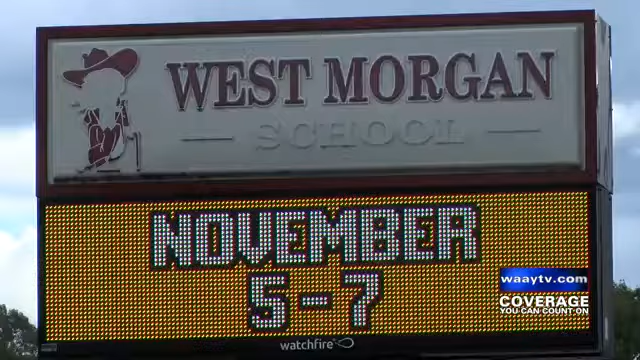 WEST MORGAN
SCHOOL
NOVEMBER
5-7
waaytv.com
COVERAGE
YOU CAN COUNT ON
watchfire